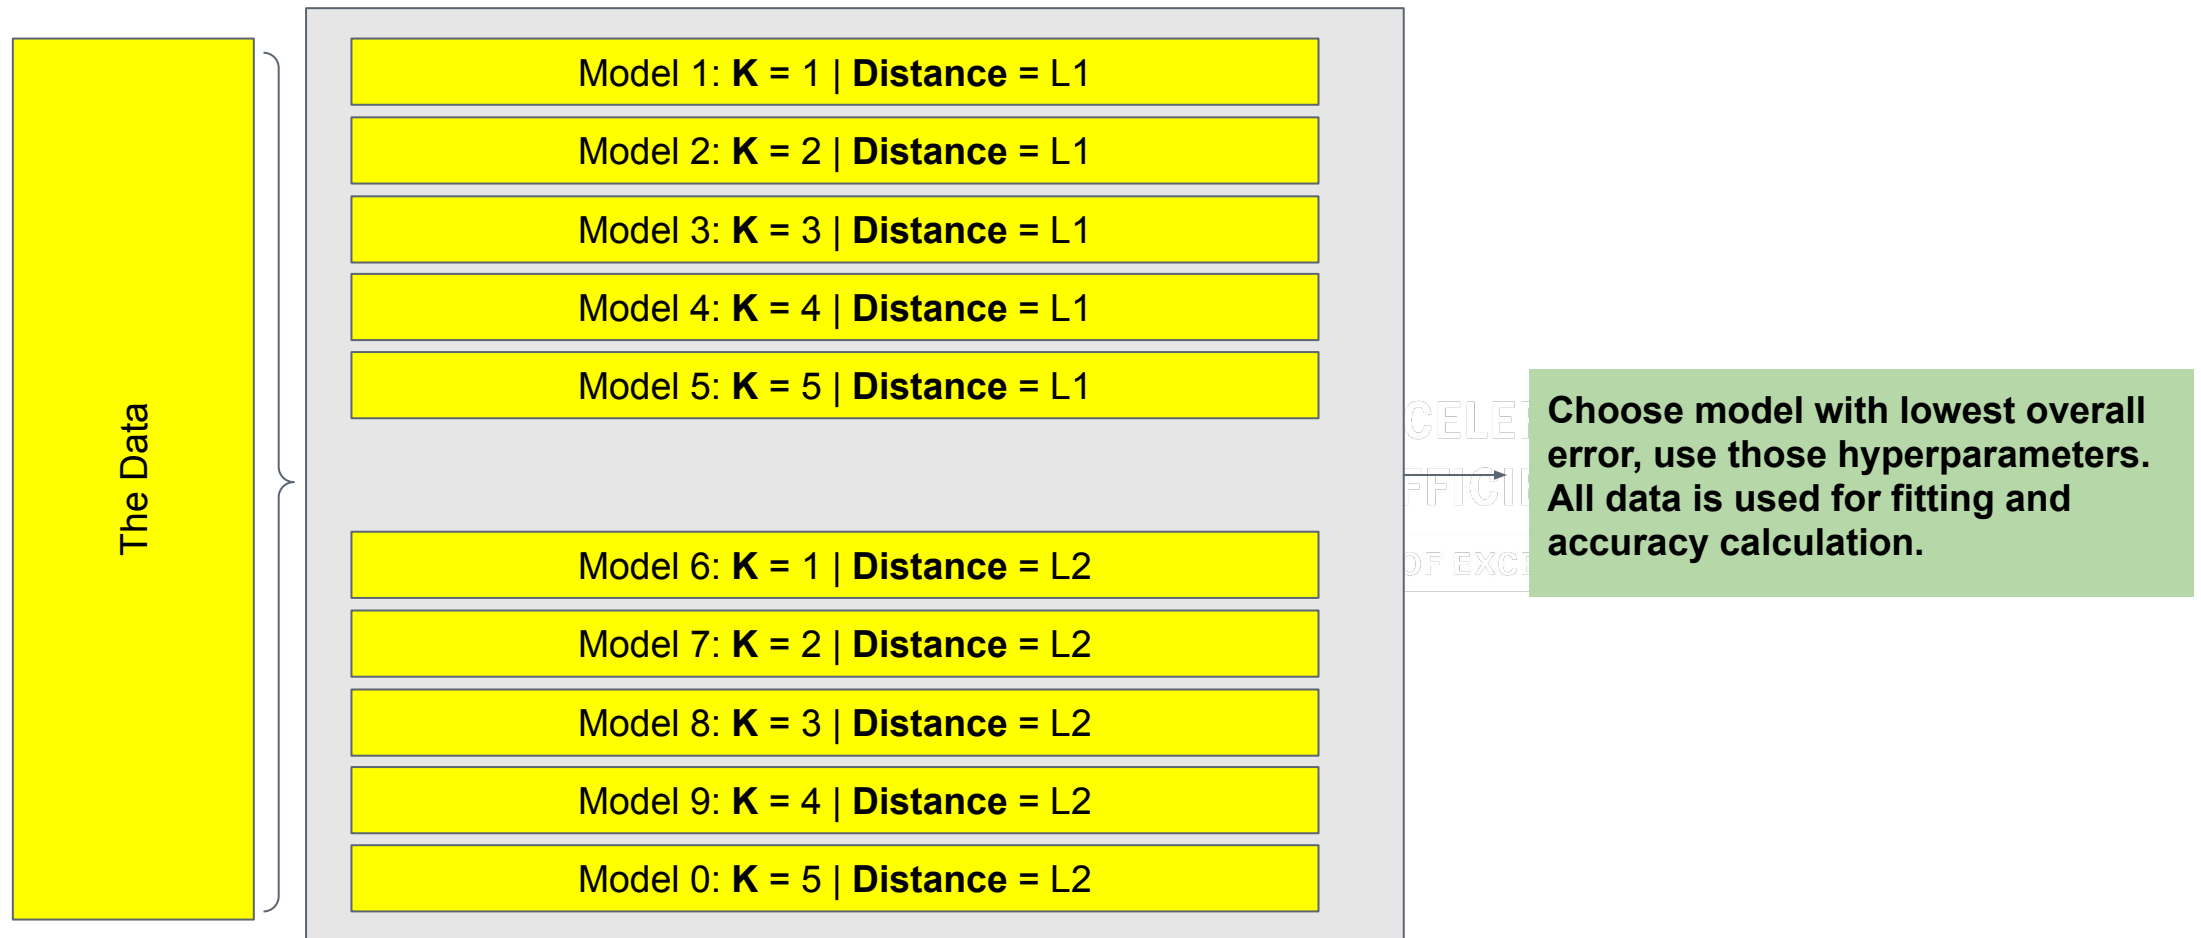 The Data
Model 1: K = 1 | Distance = L1
Model 2: K = 2 | Distance = L1
Model 3: K = 3 | Distance = L1
Model 4: K = 4 | Distance = L1
Model 5: K = 5 | Distance = L1
Model 6: K = 1 | Distance = L2
Model 7: K = 2 | Distance = L2
Model 8: K = 3 | Distance = L2
Model 9: K = 4 | Distance = L2
Model 0: K = 5 | Distance = L2
Choose model with lowest overall
error, use those hyperparameters.
All data is used for fitting and
accuracy calculation.